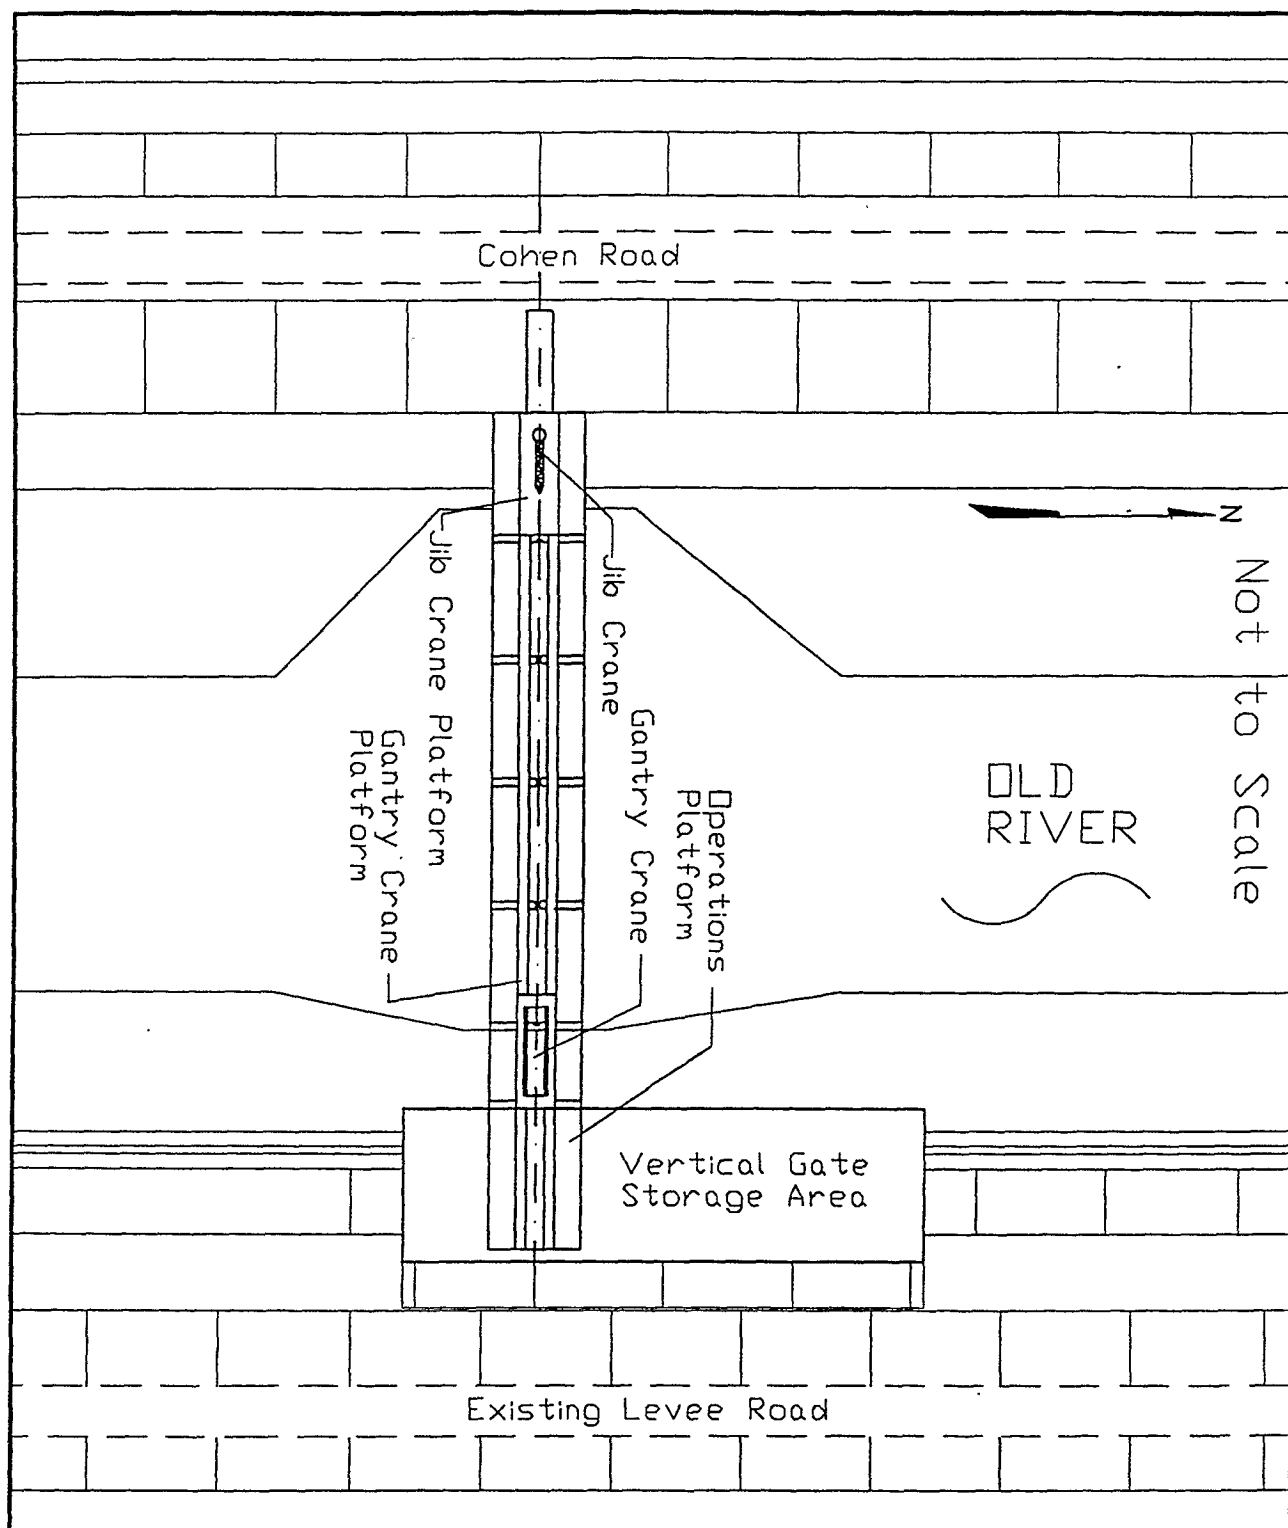 Cohen Road
N
Not to Scale
Jib Crane
Jib Crane Platform
Gantry Crane
Operations
Platform
Gantry Crane
Platform
OLD
RIVER
Vertical Gate
Storage Area
Existing Levee Road